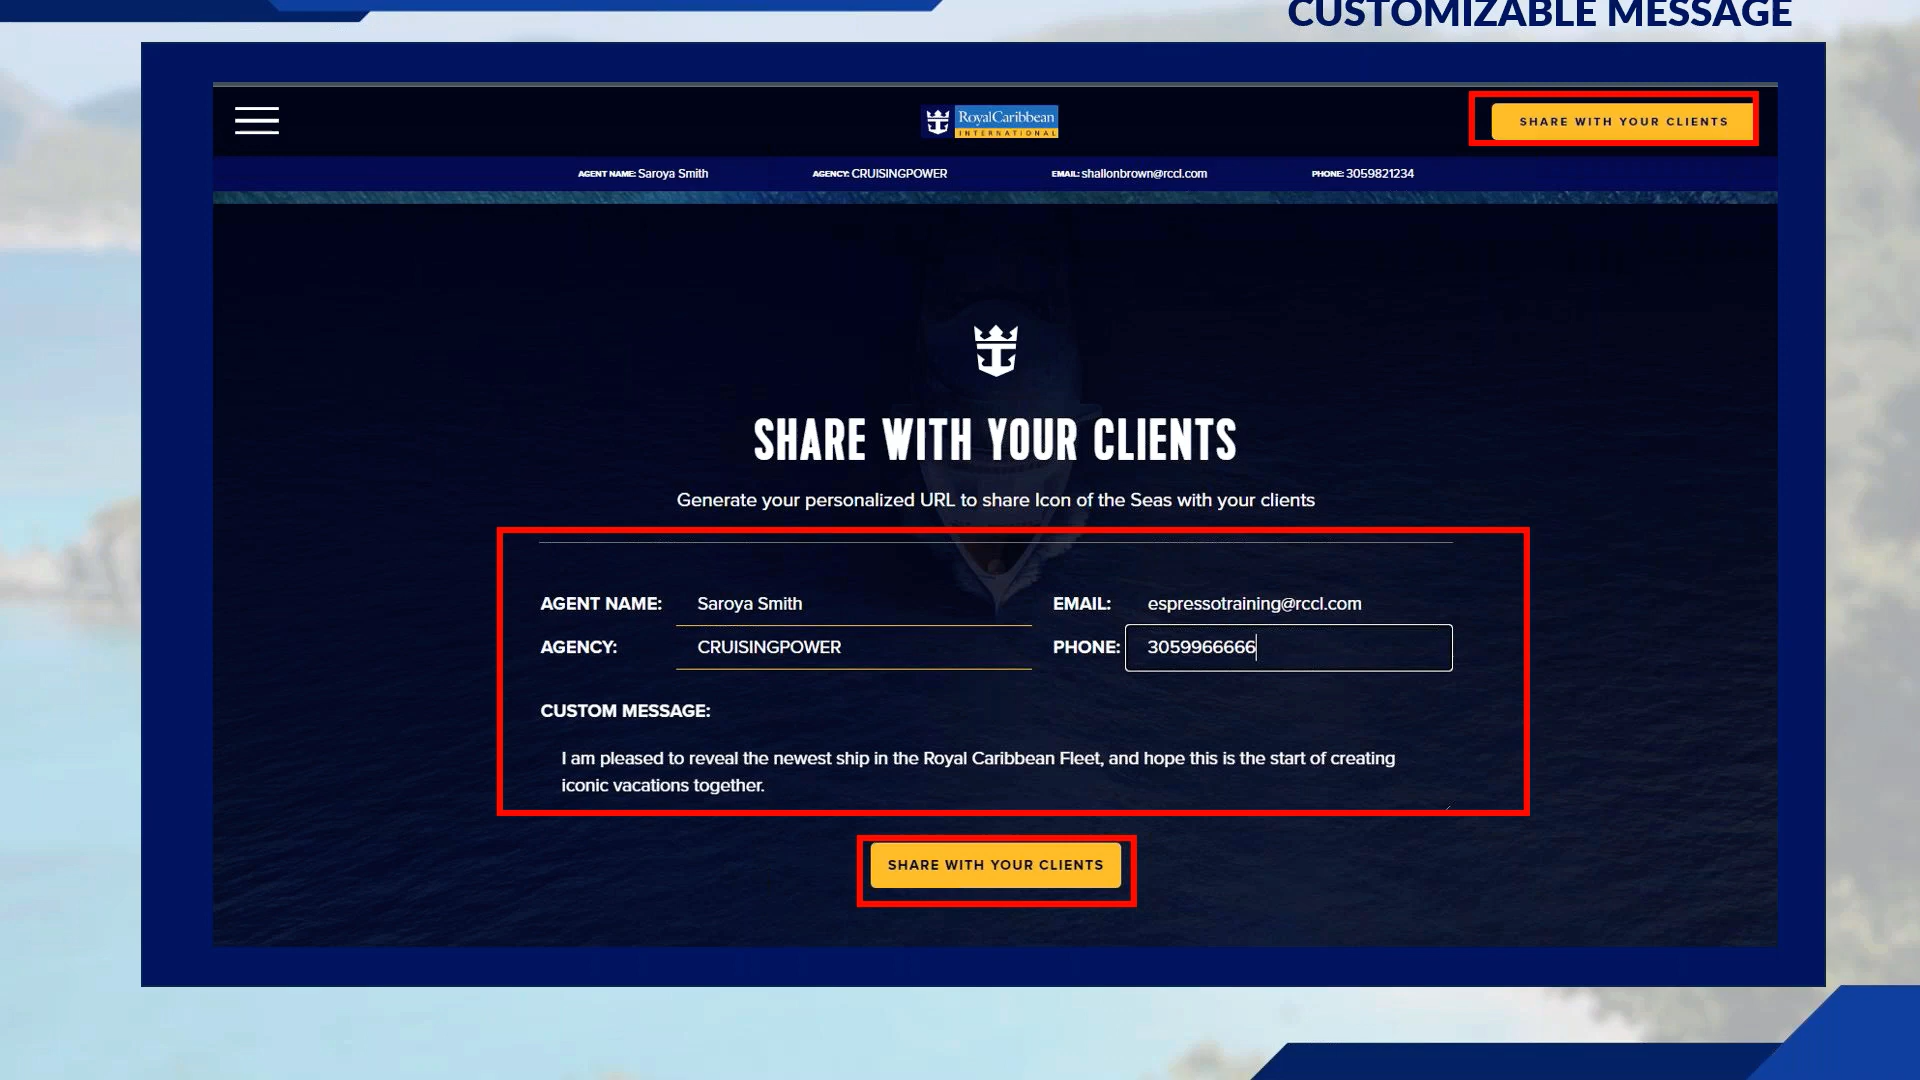 CUSTOMIZABLE MESSAGE
RoyalCaribbean
INTERNATIONAL
SHARE WITH YOUR CLIENTS
AGENT NAME: Saroya Smith AGENCY: CRUISINGPOWER EMAIL: shallonbrown@rccl.com PHONE: 3059821234
SHARE WITH YOUR CLIENTS
Generate your personalized URL to share Icon of the Seas with your clients
AGENT NAME: Saroya Smith EMAIL: espressotraining@rccl.com
AGENCY: CRUISINGPOWER PHONE: 3059966666
CUSTOM MESSAGE:
I am pleased to reveal the newest ship in the Royal Caribbean Fleet, and hope this is the start of creating
iconic vacations together.
SHARE WITH YOUR CLIENTS